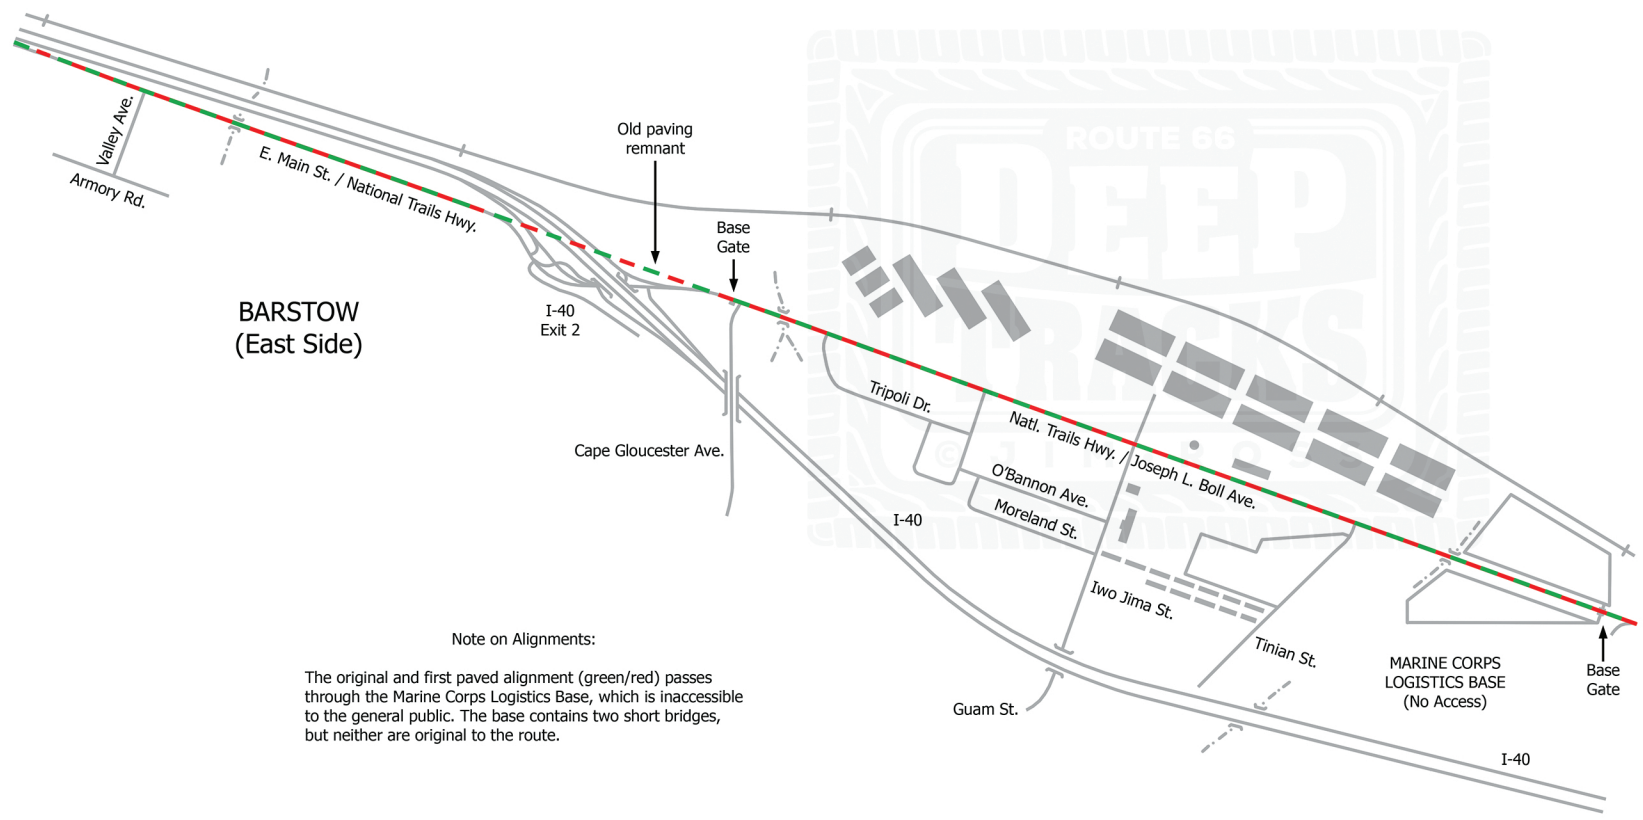 Valley Ave.
Armory Rd.
E. Main St. / National Trails Hwy.
Old paving
remnant
Base
Gate
ROUTE 66
DEEP
TRACKS
© JIM ROSS
BARSTOW
(East Side)
I-40
Exit 2
Cape Gloucester Ave.
Tripoli Dr.
Natl. Trails Hwy. / Joseph L. Boll Ave.
O'Bannon Ave.
Moreland St.
I-40
Iwo Jima St.
Tinian St.
Guam St.
MARINE CORPS
LOGISTICS BASE
(No Access)
Base
Gate
I-40
Note on Alignments:
The original and first paved alignment (green/red) passes
through the Marine Corps Logistics Base, which is inaccessible
to the general public. The base contains two short bridges,
but neither are original to the route.